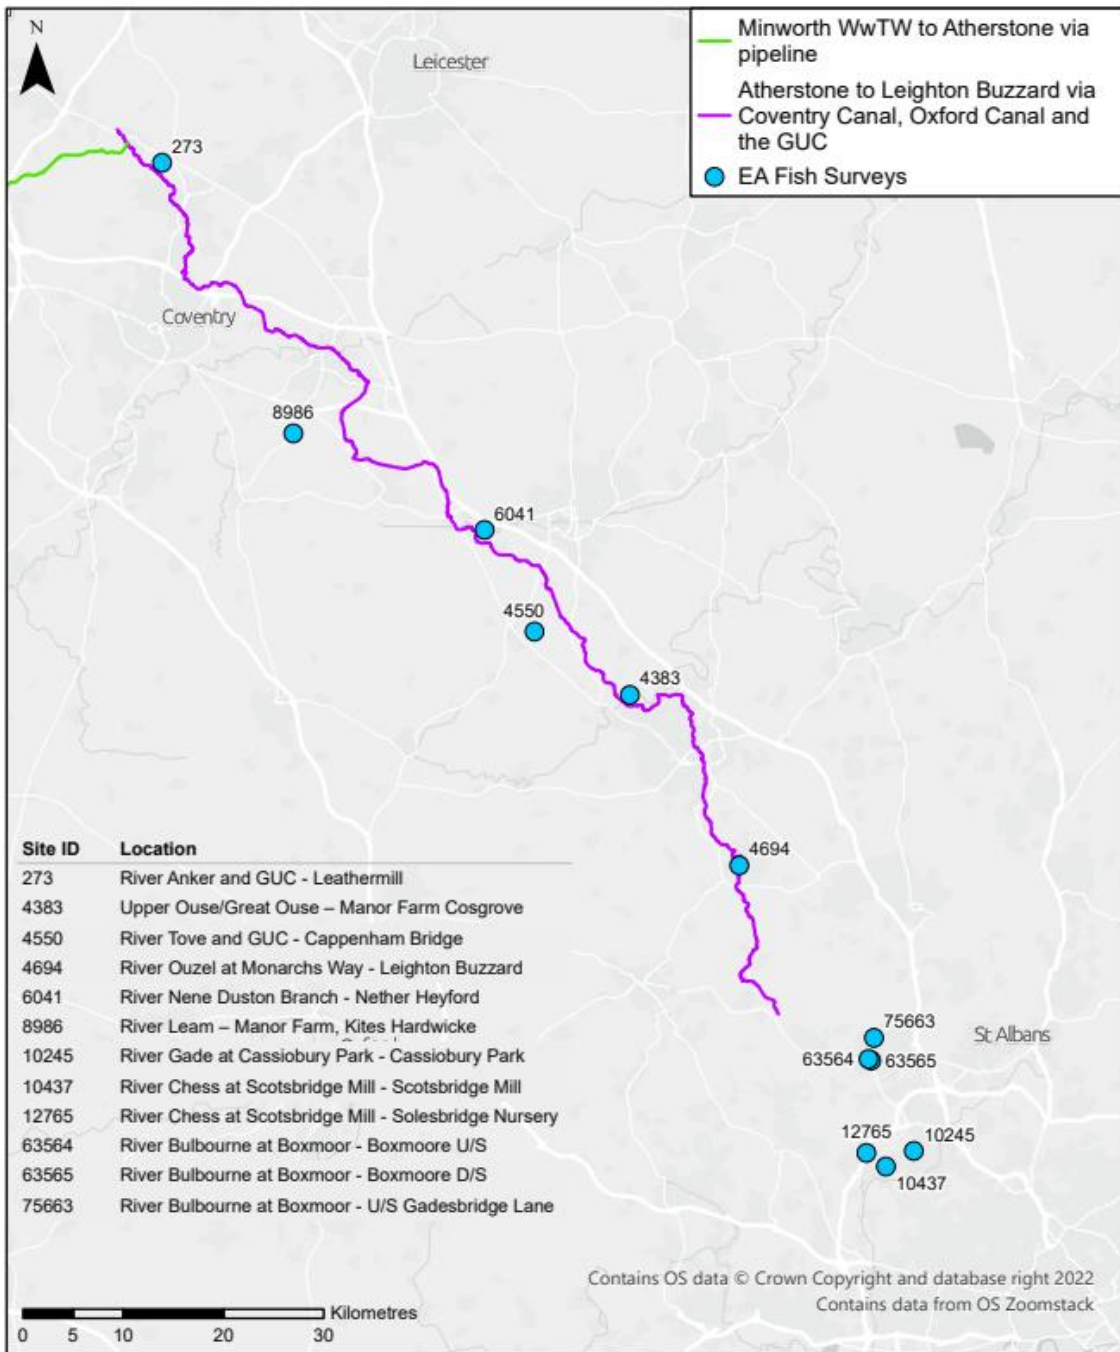 N
Leicester
Minworth WwTW to Atherstone via
pipeline
Atherstone to Leighton Buzzard via
Coventry Canal, Oxford Canal and
the GUC
EA Fish Surveys
273
Coventry
8986
6041
4550
4383
4694
75663
63564 63565
St Albans
12765 10245
10437
Site ID Location
273 River Anker and GUC - Leathermill
4383 Upper Ouse/Great Ouse – Manor Farm Cosgrove
4550 River Tove and GUC - Cappenham Bridge
4694 River Ouzel at Monarchs Way - Leighton Buzzard
6041 River Nene Duston Branch - Nether Heyford
8986 River Leam – Manor Farm, Kites Hardwicke
10245 River Gade at Cassiobury Park - Cassiobury Park
10437 River Chess at Scotsbridge Mill - Scotsbridge Mill
12765 River Chess at Scotsbridge Mill - Solesbridge Nursery
63564 River Bulbourne at Boxmoor - Boxmoore U/S
63565 River Bulbourne at Boxmoor - Boxmoore D/S
75663 River Bulbourne at Boxmoor - U/S Gadesbridge Lane
Contains OS data © Crown Copyright and database right 2022
Contains data from OS Zoomstack
Kilometres
0 5 10 20 30